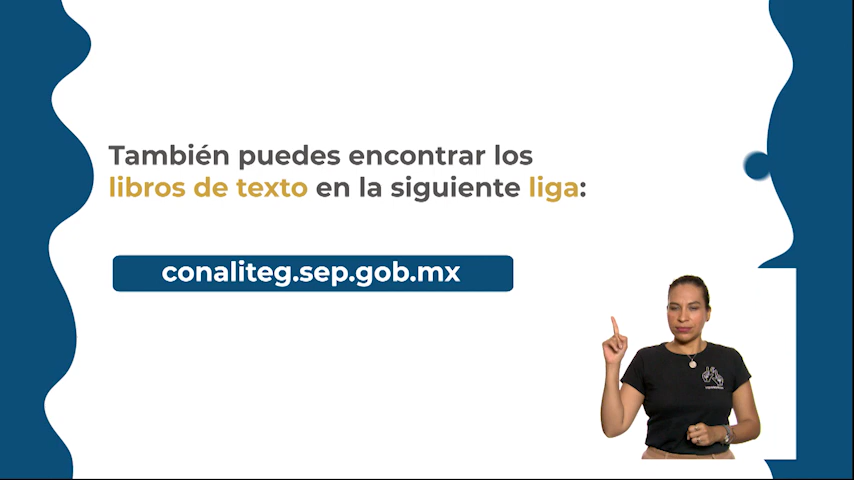 También puedes encontrar los
libros de texto en la siguiente liga:
conaliteg.sep.gob.mx